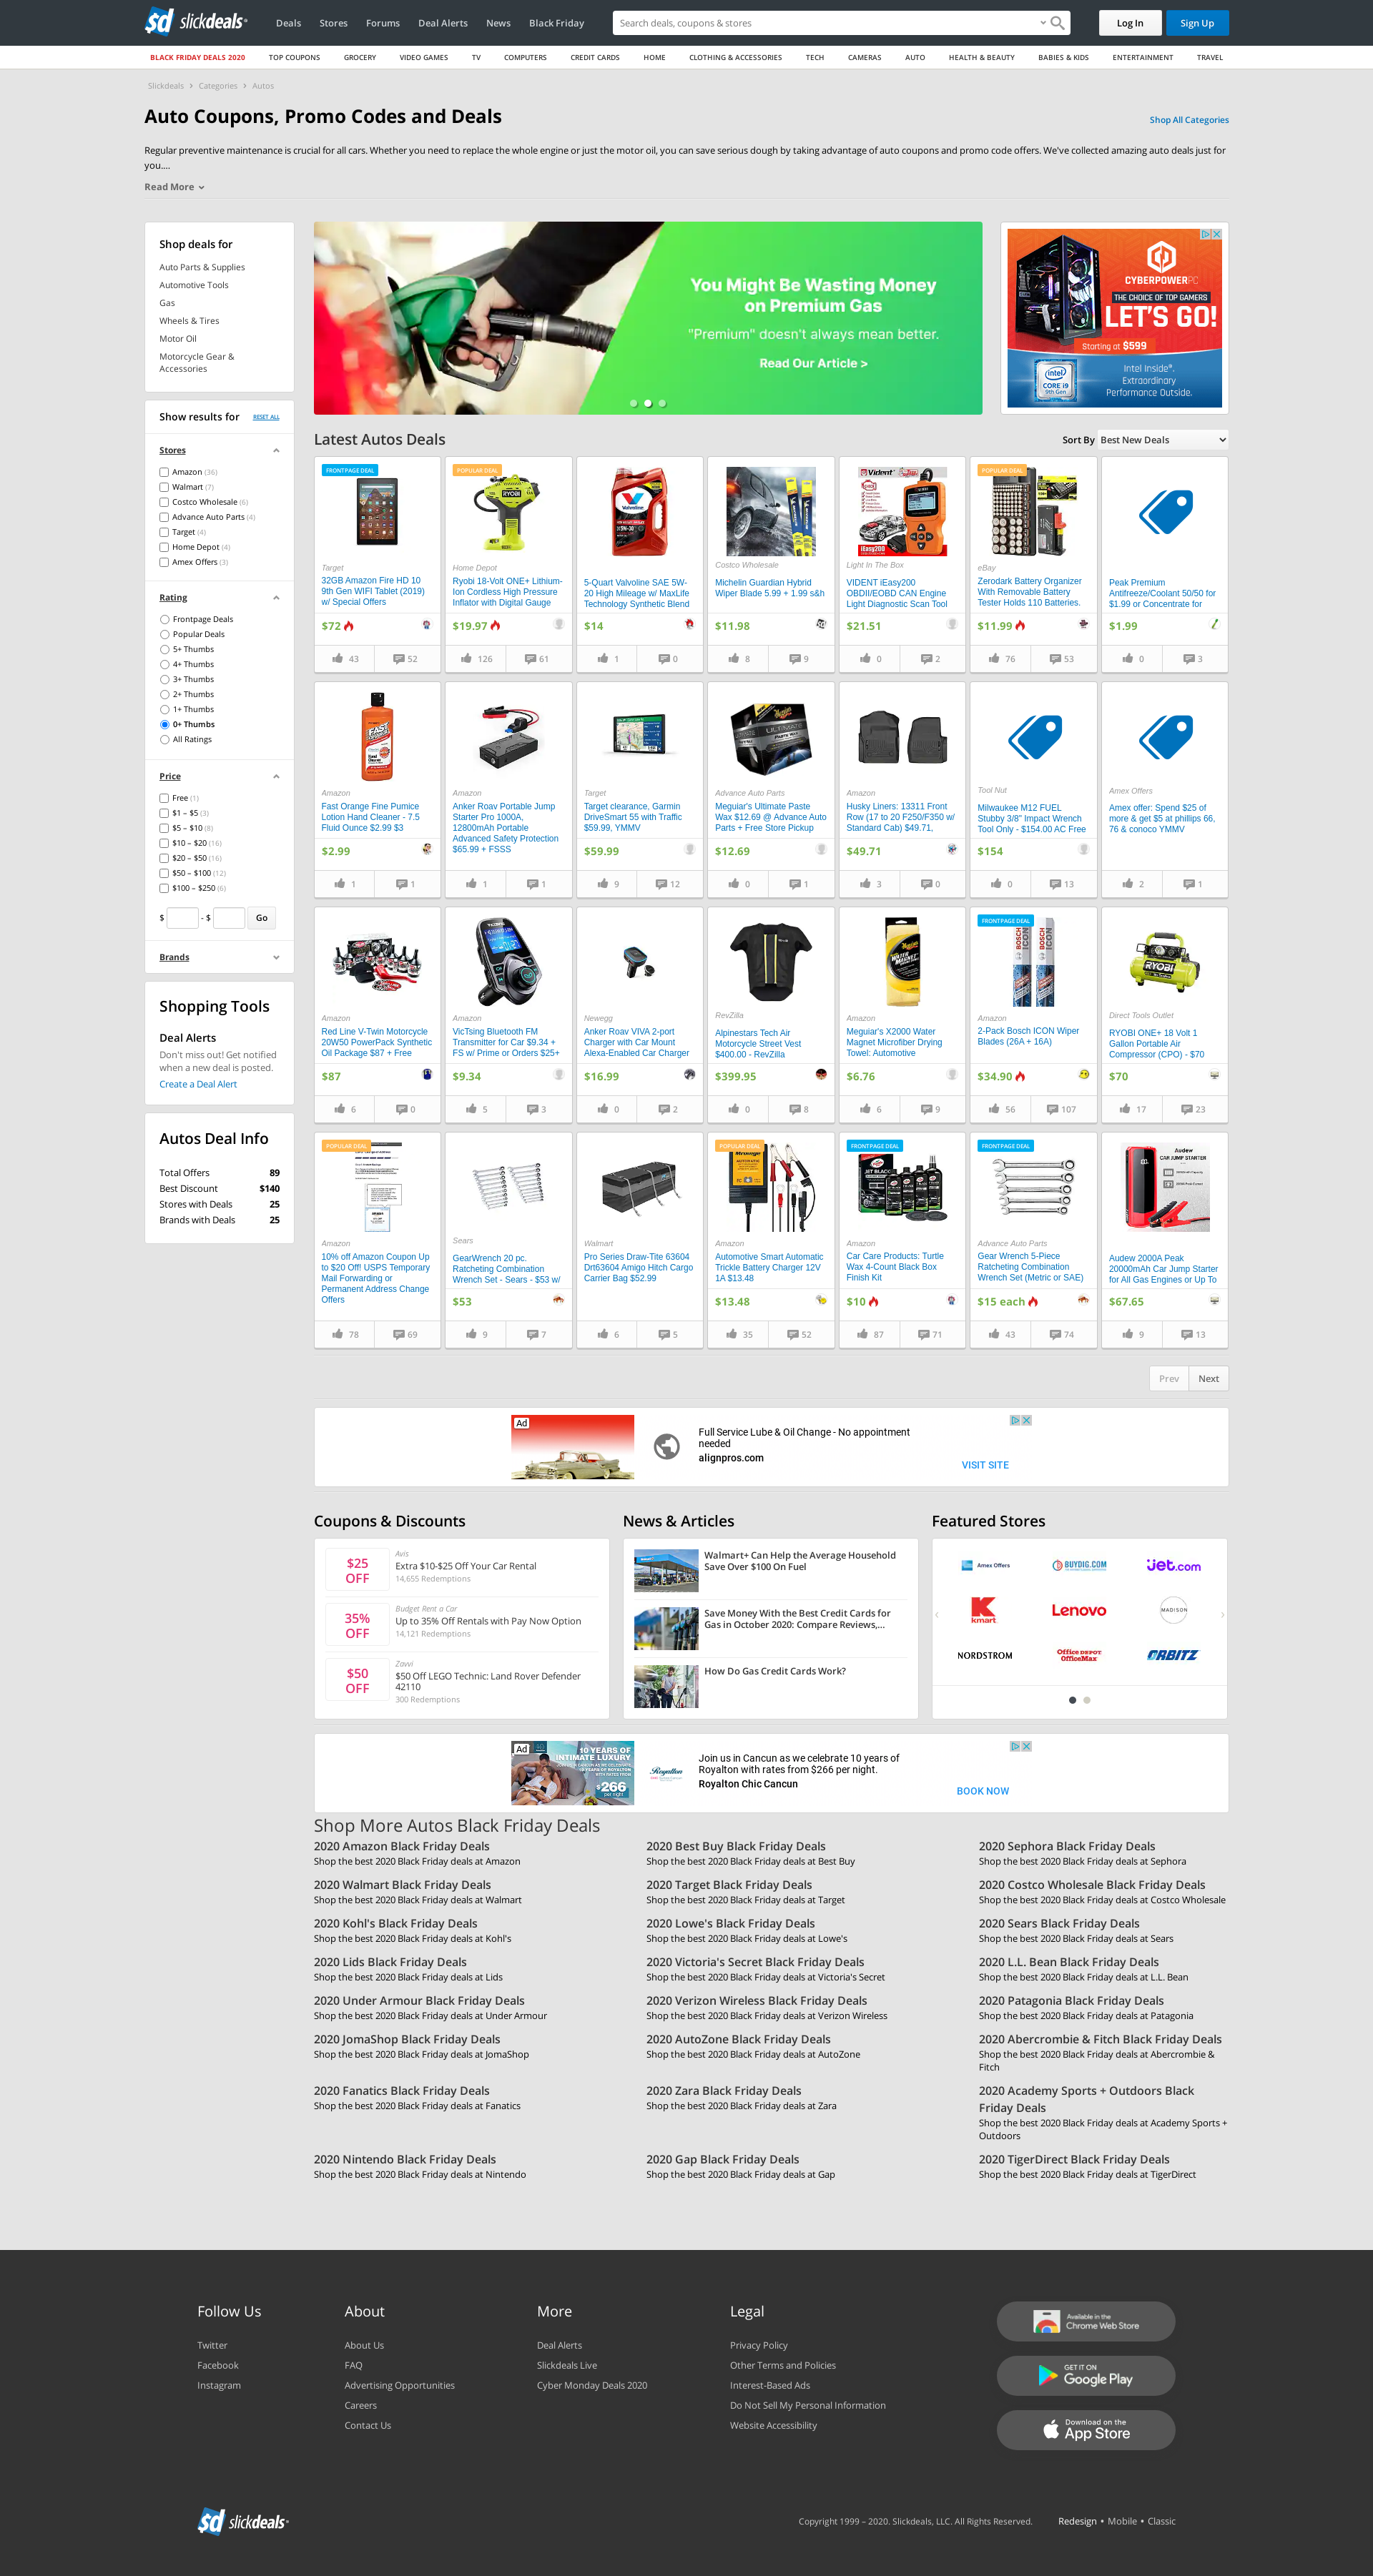 sd slickdeals
Deals Stores Forums Deal Alerts News Black Friday
Search deals, coupons & stores
Log In
Sign Up
BLACK FRIDAY DEALS 2020 TOP COUPONS GROCERY VIDEO GAMES TV COMPUTERS CREDIT CARDS HOME CLOTHING & ACCESSORIES TECH CAMERAS AUTO HEALTH & BEAUTY BABIES & KIDS ENTERTAINMENT TRAVEL
Slickdeals > Categories > Autos
Auto Coupons, Promo Codes and Deals
Shop All Categories
Regular preventive maintenance is crucial for all cars. Whether you need to replace the whole engine or just the motor oil, you can save serious dough by taking advantage of auto coupons and promo code offers. We've collected amazing auto deals just for
you....
Read More
Shop deals for
Auto Parts & Supplies
Automotive Tools
Gas
Wheels & Tires
Motor Oil
Motorcycle Gear &
Accessories
You Might Be Wasting Money
on Premium Gas
"Premium" doesn't always mean better.
Read Our Article >
CYBERPOWERPC
THE CHOICE OF TOP GAMERS
LET'S GO!
Starting at $599
intel CORE i9 9th Gen
Intel Inside®.
Extraordinary
Performance Outside.
Show results for
RESET ALL
Stores
Amazon (36)
Walmart (7)
Costco Wholesale (6)
Advance Auto Parts (4)
Target (4)
Home Depot (4)
Amex Offers (3)
Rating
Frontpage Deals
Popular Deals
5+ Thumbs
4+ Thumbs
3+ Thumbs
2+ Thumbs
1+ Thumbs
0+ Thumbs
All Ratings
Price
Free (1)
$1 – $5 (3)
$5 – $10 (8)
$10 – $20 (16)
$20 – $50 (16)
$50 – $100 (12)
$100 – $250 (6)
$ - $ Go
Brands
Shopping Tools
Deal Alerts
Don't miss out! Get notified
when a new deal is posted.
Create a Deal Alert
Autos Deal Info
Total Offers 89
Best Discount $140
Stores with Deals 25
Brands with Deals 25
Latest Autos Deals
Sort By Best New Deals
FRONTPAGE DEAL
Target
32GB Amazon Fire HD 10
9th Gen WIFI Tablet (2019)
w/ Special Offers
$72
43 52
POPULAR DEAL
Home Depot
Ryobi 18-Volt ONE+ Lithium-
Ion Cordless High Pressure
Inflator with Digital Gauge
$19.97
126 61
Valvoline
5-Quart Valvoline SAE 5W-
20 High Mileage w/ MaxLife
Technology Synthetic Blend
$14
1 0
Costco Wholesale
Michelin Guardian Hybrid
Wiper Blade 5.99 + 1.99 s&h
$11.98
8 9
Vident
iEasy200
Light In The Box
VIDENT iEasy200
OBDII/EOBD CAN Engine
Light Diagnostic Scan Tool
$21.51
0 2
POPULAR DEAL
eBay
Zerodark Battery Organizer
With Removable Battery
Tester Holds 110 Batteries.
$11.99
76 53
Peak Premium
Antifreeze/Coolant 50/50 for
$1.99 or Concentrate for
$1.99
0 3
FAST ORANGE
Amazon
Fast Orange Fine Pumice
Lotion Hand Cleaner - 7.5
Fluid Ounce $2.99 $3
$2.99
1 1
Amazon
Anker Roav Portable Jump
Starter Pro 1000A,
12800mAh Portable
Advanced Safety Protection
$65.99 + FSSS
1 1
Target
Target clearance, Garmin
DriveSmart 55 with Traffic
$59.99, YMMV
$59.99
9 12
Meguiar's ULTIMATE
Advance Auto Parts
Meguiar's Ultimate Paste
Wax $12.69 @ Advance Auto
Parts + Free Store Pickup
$12.69
0 1
Amazon
Husky Liners: 13311 Front
Row (17 to 20 F250/F350 w/
Standard Cab) $49.71,
$49.71
3 0
Tool Nut
Milwaukee M12 FUEL
Stubby 3/8" Impact Wrench
Tool Only - $154.00 AC Free
$154
0 13
Amex Offers
Amex offer: Spend $25 of
more & get $5 at phillips 66,
76 & conoco YMMV
2 1
Amazon
Red Line V-Twin Motorcycle
20W50 PowerPack Synthetic
Oil Package $87 + Free
$87
6 0
Amazon
VicTsing Bluetooth FM
Transmitter for Car $9.34 +
FS w/ Prime or Orders $25+
$9.34
5 3
Newegg
Anker Roav VIVA 2-port
Charger with Car Mount
Alexa-Enabled Car Charger
$16.99
0 2
RevZilla
Alpinestars Tech Air
Motorcycle Street Vest
$400.00 - RevZilla
$399.95
0 8
Meguiar's WATER MAGNET
Amazon
Meguiar's X2000 Water
Magnet Microfiber Drying
Towel: Automotive
$6.76
6 9
FRONTPAGE DEAL
BOSCH ICON BOSCH ICON
Amazon
2-Pack Bosch ICON Wiper
Blades (26A + 16A)
$34.90
56 107
RYOBI
Direct Tools Outlet
RYOBI ONE+ 18 Volt 1
Gallon Portable Air
Compressor (CPO) - $70
$70
17 23
POPULAR DEAL
Amazon
10% off Amazon Coupon Up
to $20 Off! USPS Temporary
Mail Forwarding or
Permanent Address Change
Offers
78 69
Sears
GearWrench 20 pc.
Ratcheting Combination
Wrench Set - Sears - $53 w/
$53
9 7
Walmart
Pro Series Draw-Tite 63604
Drt63604 Amigo Hitch Cargo
Carrier Bag $52.99
6 5
POPULAR DEAL
Amazon
Automotive Smart Automatic
Trickle Battery Charger 12V
1A $13.48
$13.48
35 52
FRONTPAGE DEAL
JET BLACK
Amazon
Car Care Products: Turtle
Wax 4-Count Black Box
Finish Kit
$10
87 71
FRONTPAGE DEAL
Advance Auto Parts
Gear Wrench 5-Piece
Ratcheting Combination
Wrench Set (Metric or SAE)
$15 each
43 74
Audew
CAR JUMP STARTER
Audew 2000A Peak
20000mAh Car Jump Starter
for All Gas Engines or Up To
$67.65
9 13
Prev Next
Ad
Full Service Lube & Oil Change - No appointment
needed
alignpros.com
VISIT SITE
Coupons & Discounts
$25
OFF
Avis
Extra $10-$25 Off Your Car Rental
14,655 Redemptions
35%
OFF
Budget Rent a Car
Up to 35% Off Rentals with Pay Now Option
14,121 Redemptions
$50
OFF
Zavvi
$50 Off LEGO Technic: Land Rover Defender
42110
300 Redemptions
News & Articles
Walmart+ Can Help the Average Household
Save Over $100 On Fuel
Save Money With the Best Credit Cards for
Gas in October 2020: Compare Reviews,...
How Do Gas Credit Cards Work?
Featured Stores
Amex Offers BUYDIG.COM jet.com
kmart Lenovo MADISON
NORDSTROM Office DEPOT OfficeMax ORBITZ
Ad
10 YEARS OF
INTIMATE LUXURY
$266
per night
Royalton
Join us in Cancun as we celebrate 10 years of
Royalton with rates from $266 per night.
Royalton Chic Cancun
BOOK NOW
Shop More Autos Black Friday Deals
2020 Amazon Black Friday Deals
Shop the best 2020 Black Friday deals at Amazon
2020 Best Buy Black Friday Deals
Shop the best 2020 Black Friday deals at Best Buy
2020 Sephora Black Friday Deals
Shop the best 2020 Black Friday deals at Sephora
2020 Walmart Black Friday Deals
Shop the best 2020 Black Friday deals at Walmart
2020 Target Black Friday Deals
Shop the best 2020 Black Friday deals at Target
2020 Costco Wholesale Black Friday Deals
Shop the best 2020 Black Friday deals at Costco Wholesale
2020 Kohl's Black Friday Deals
Shop the best 2020 Black Friday deals at Kohl's
2020 Lowe's Black Friday Deals
Shop the best 2020 Black Friday deals at Lowe's
2020 Sears Black Friday Deals
Shop the best 2020 Black Friday deals at Sears
2020 Lids Black Friday Deals
Shop the best 2020 Black Friday deals at Lids
2020 Victoria's Secret Black Friday Deals
Shop the best 2020 Black Friday deals at Victoria's Secret
2020 L.L. Bean Black Friday Deals
Shop the best 2020 Black Friday deals at L.L. Bean
2020 Under Armour Black Friday Deals
Shop the best 2020 Black Friday deals at Under Armour
2020 Verizon Wireless Black Friday Deals
Shop the best 2020 Black Friday deals at Verizon Wireless
2020 Patagonia Black Friday Deals
Shop the best 2020 Black Friday deals at Patagonia
2020 JomaShop Black Friday Deals
Shop the best 2020 Black Friday deals at JomaShop
2020 AutoZone Black Friday Deals
Shop the best 2020 Black Friday deals at AutoZone
2020 Abercrombie & Fitch Black Friday Deals
Shop the best 2020 Black Friday deals at Abercrombie &
Fitch
2020 Fanatics Black Friday Deals
Shop the best 2020 Black Friday deals at Fanatics
2020 Zara Black Friday Deals
Shop the best 2020 Black Friday deals at Zara
2020 Academy Sports + Outdoors Black
Friday Deals
Shop the best 2020 Black Friday deals at Academy Sports +
Outdoors
2020 Nintendo Black Friday Deals
Shop the best 2020 Black Friday deals at Nintendo
2020 Gap Black Friday Deals
Shop the best 2020 Black Friday deals at Gap
2020 TigerDirect Black Friday Deals
Shop the best 2020 Black Friday deals at TigerDirect
Follow Us
Twitter
Facebook
Instagram
About
About Us
FAQ
Advertising Opportunities
Careers
Contact Us
More
Deal Alerts
Slickdeals Live
Cyber Monday Deals 2020
Legal
Privacy Policy
Other Terms and Policies
Interest-Based Ads
Do Not Sell My Personal Information
Website Accessibility
Available in the
Chrome Web Store
GET IT ON
Google Play
Download on the
App Store
sd slickdeals
Copyright 1999 – 2020. Slickdeals, LLC. All Rights Reserved.
Redesign • Mobile • Classic